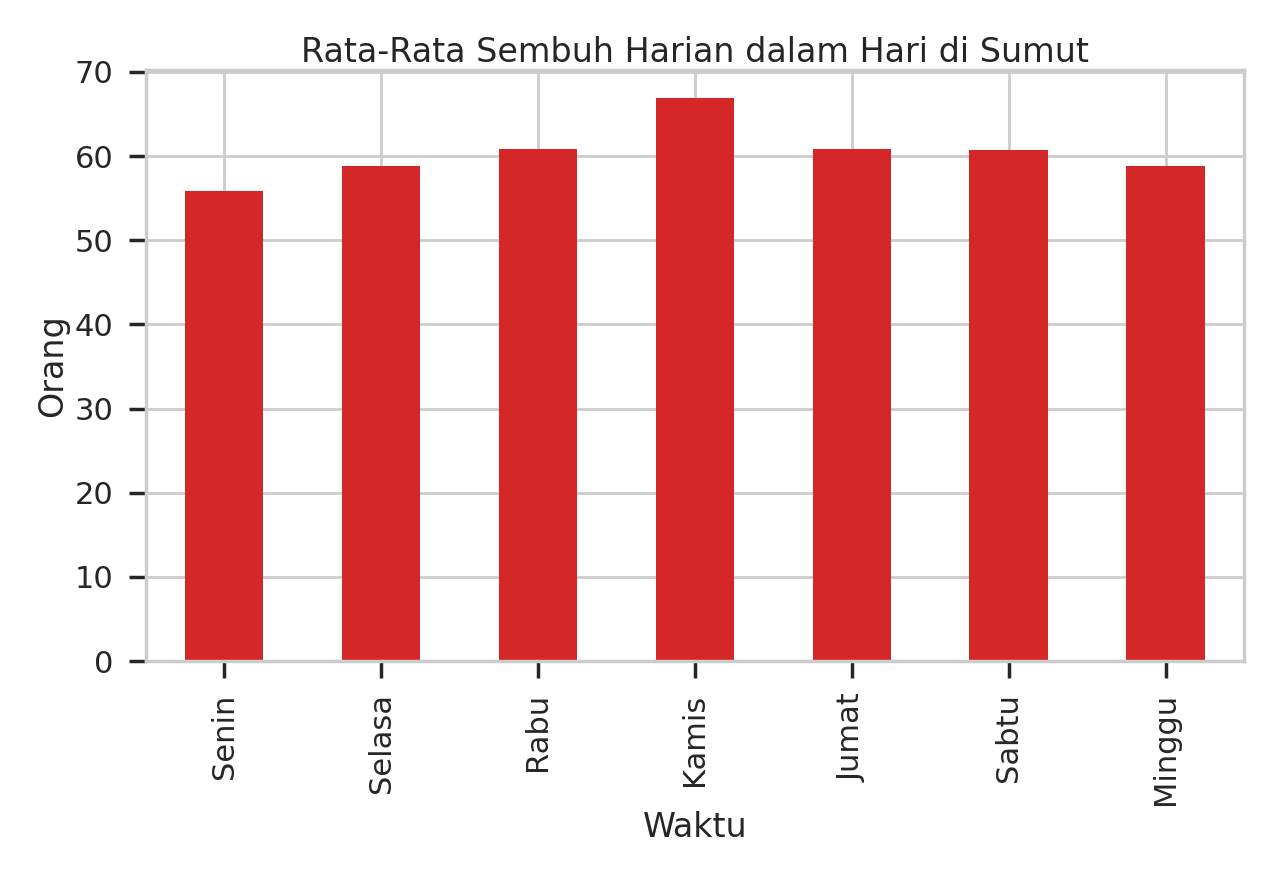 Rata-Rata Sembuh Harian dalam Hari di Sumut
70
60
50
40
30
20
10
0
Orang
Senin
Selasa
Rabu
Kamis
Jumat
Sabtu
Minggu
Waktu